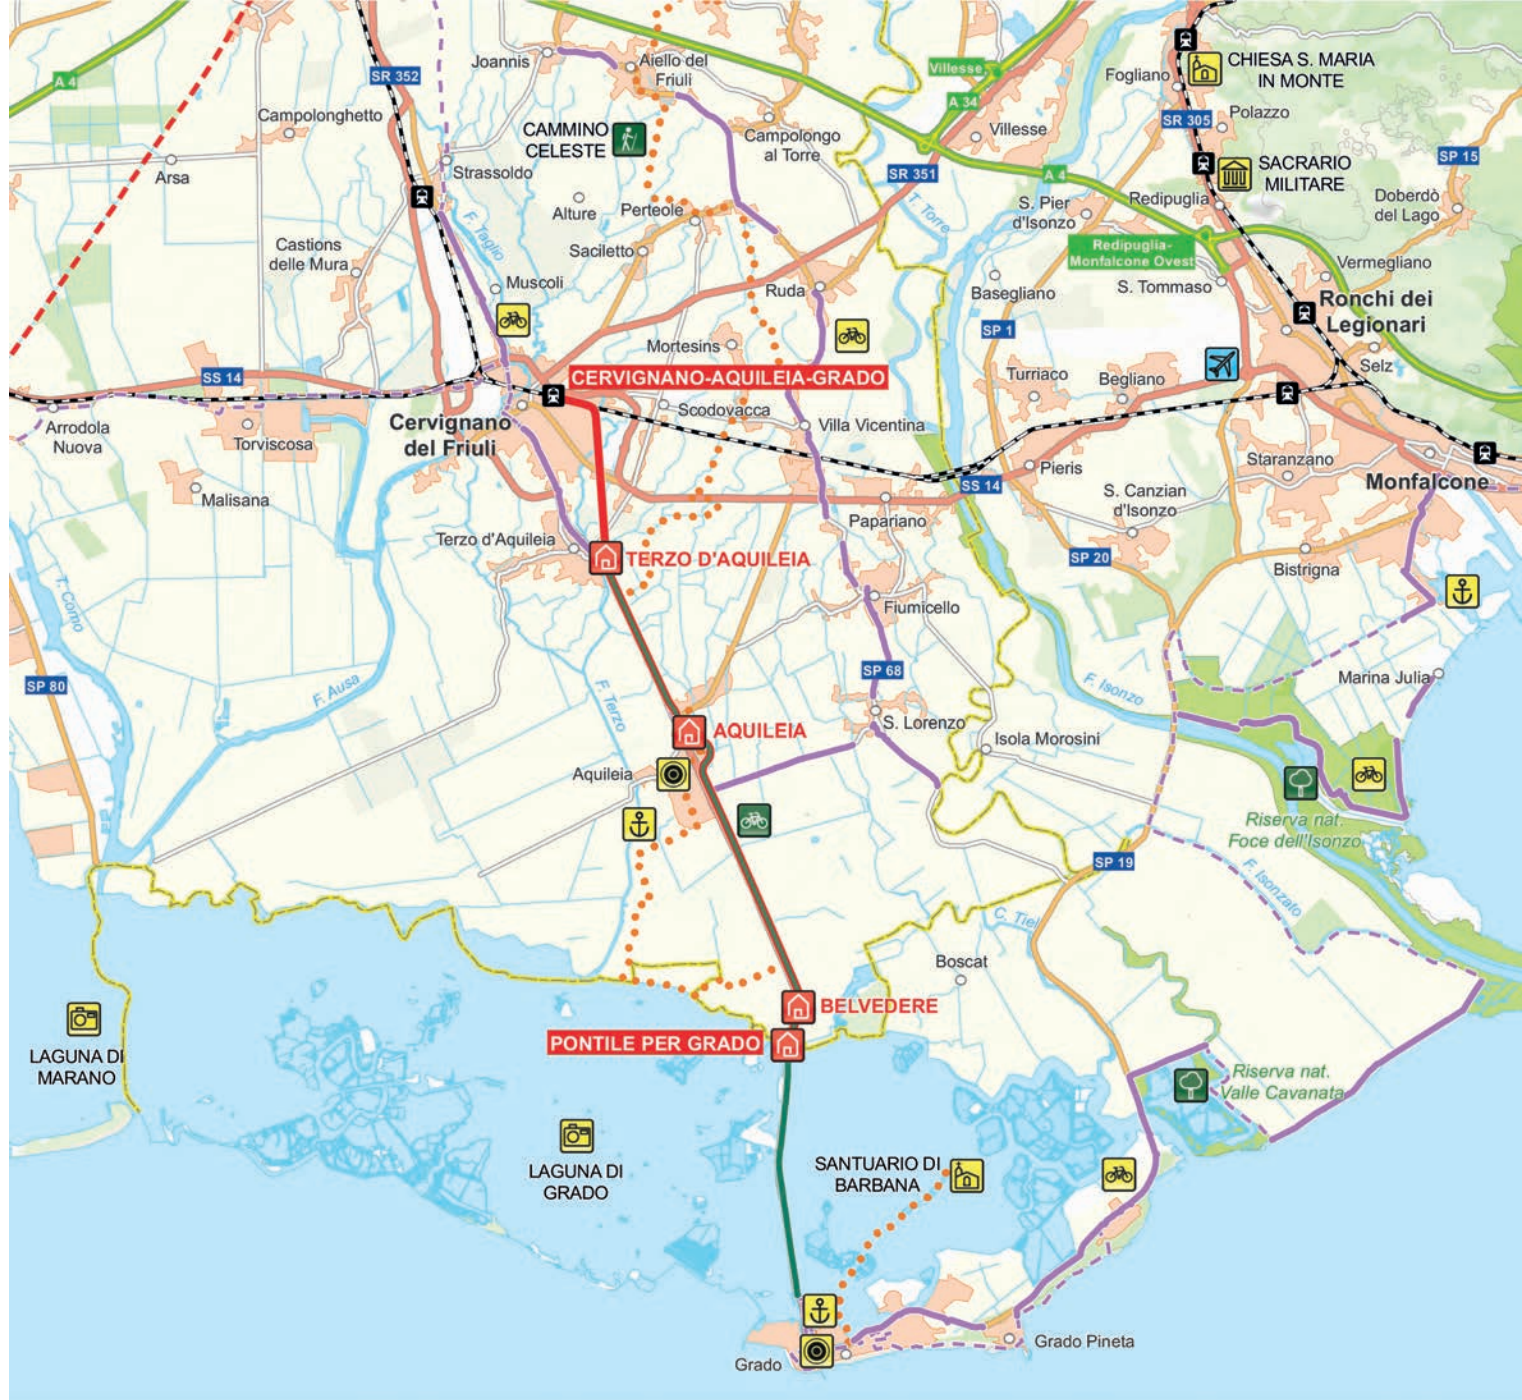 Joannis
Aiello del
Friuli
Villesse
Fogliano
CHIESA S. MARIA
IN MONTE
A 4
SR 352
A 34
Campolonghetto
CAMMINO
CELESTE
Campolongo
al Torre
Villesse
SR 305
Polazzo
Arsa
Strassoldo
SR 351
A 4
SACRARIO
MILITARE
SP 15
Alture
Perteole
T. Torre
S. Pier
d'Isonzo
Redipuglia
Doberdò
del Lago
F. Taglio
Castions
delle Mura
Saciletto
Redipuglia-
Monfalcone Ovest
Vermegliano
Muscoli
Ruda
Basegliano
S. Tommaso
Ronchi dei
Legionari
SP 1
Mortesins
Selz
SS 14
CERVIGNANO-AQUILEIA-GRADO
Turriaco
Begliano
Arrodola
Nuova
Torviscosa
Cervignano
del Friuli
Scodovacca
Villa Vicentina
Pieris
Staranzano
Monfalcone
Malisana
SS 14
S. Canzian
d'Isonzo
Papariano
Terzo d'Aquileia
TERZO D'AQUILEIA
SP 20
Bistrigna
T. Corno
Fiumicello
SP 80
F. Ausa
F. Terzo
SP 68
F. Isonzo
Marina Julia
AQUILEIA
S. Lorenzo
Isola Morosini
Aquileia
Riserva nat.
Foce dell'Isonzo
SP 19
F. Isonzato
C. Tiel
Boscat
BELVEDERE
PONTILE PER GRADO
LAGUNA DI
MARANO
Riserva nat.
Valle Cavanata
LAGUNA DI
GRADO
SANTUARIO DI
BARBANA
Grado
Grado Pineta